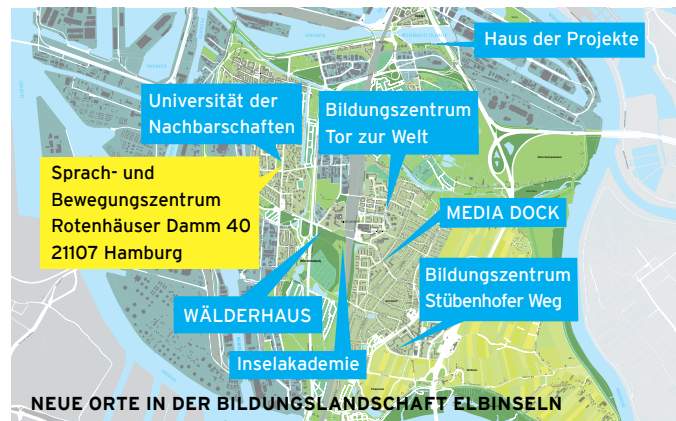 Haus der Projekte
Universität der
Nachbarschaften
Bildungszentrum
Tor zur Welt
Sprach- und
Bewegungszentrum
Rotenhäuser Damm 40
21107 Hamburg
MEDIA DOCK
Bildungszentrum
Stübenhofer Weg
WÄLDERHAUS
Inselakademie
NEUE ORTE IN DER BILDUNGSLANDSCHAFT ELBINSELN